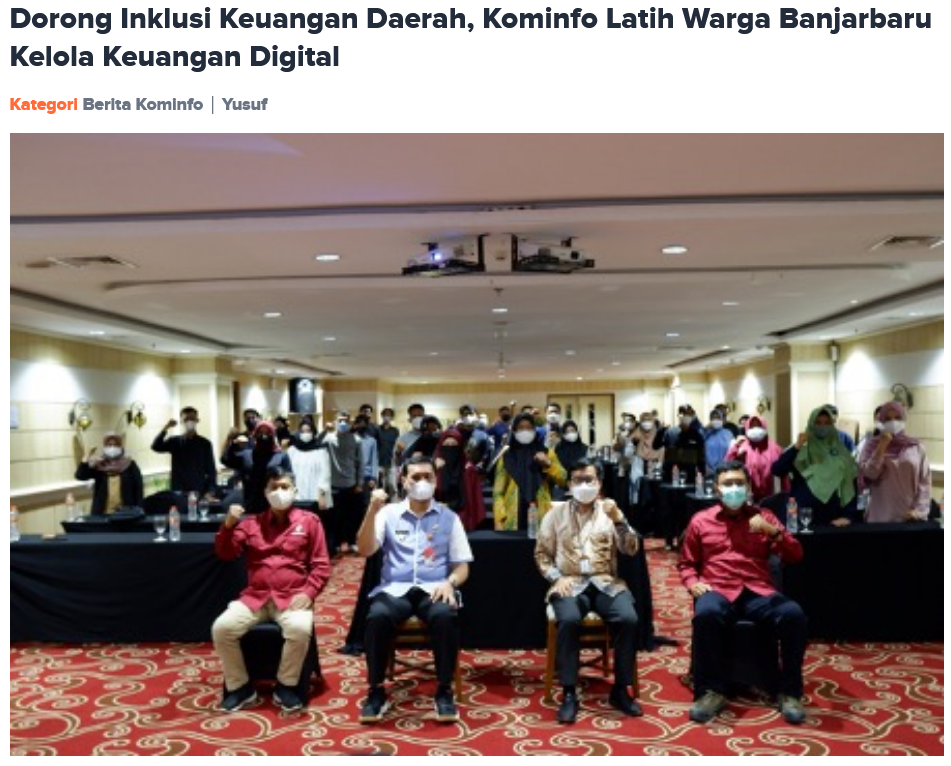 Dorong Inklusi Keuangan Daerah, Kominfo Latih Warga Banjarbaru
Kelola Keuangan Digital
Kategori Berita Kominfo | Yusuf